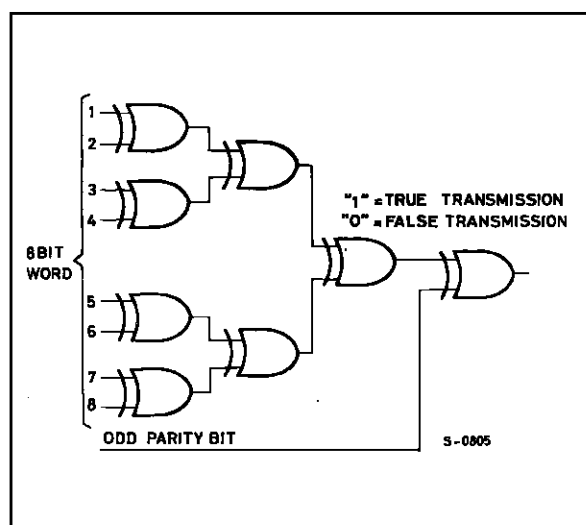 1
2
3
4
8BIT
WORD
5
6
7
8
"1" = TRUE TRANSMISSION
"0" = FALSE TRANSMISSION
ODD PARITY BIT
S-0805